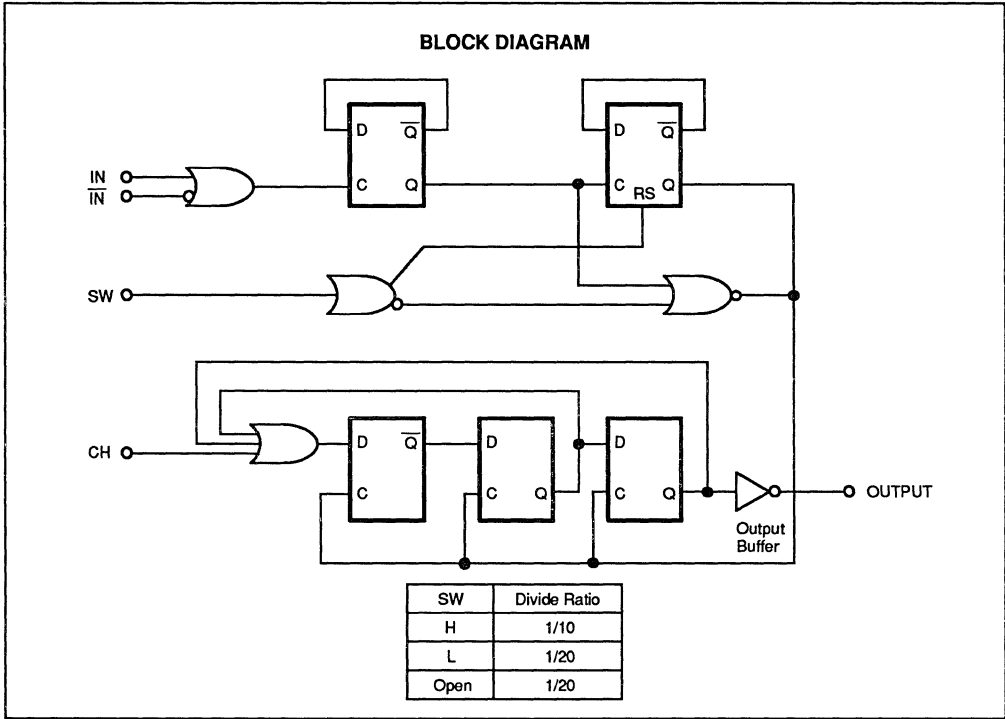 BLOCK DIAGRAM
D Q̅
D Q̅
IN
I̅N̅
C Q
C Q
RS
SW
D Q̅
D
D
CH
C
C Q
C Q
OUTPUT
Output
Buffer
SW Divide Ratio
H 1/10
L 1/20
Open 1/20